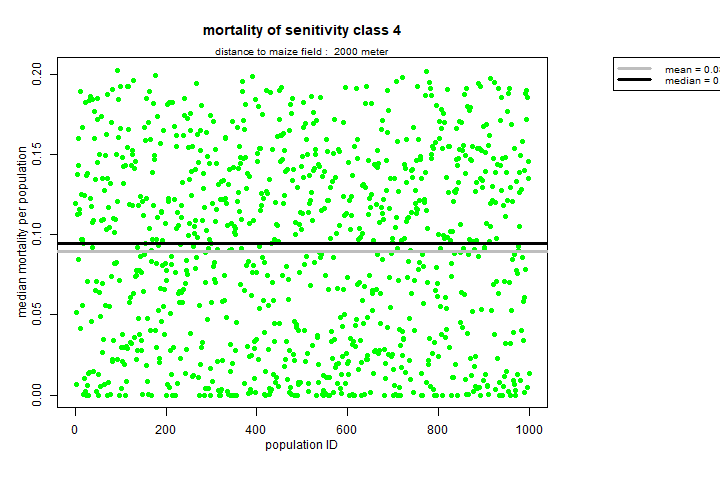 mortality of senitivity class 4
distance to maize field : 2000 meter
mean = 0.08
median = 0
median mortality per population
0.20
0.15
0.10
0.05
0.00
0
200
400
600
800
1000
population ID